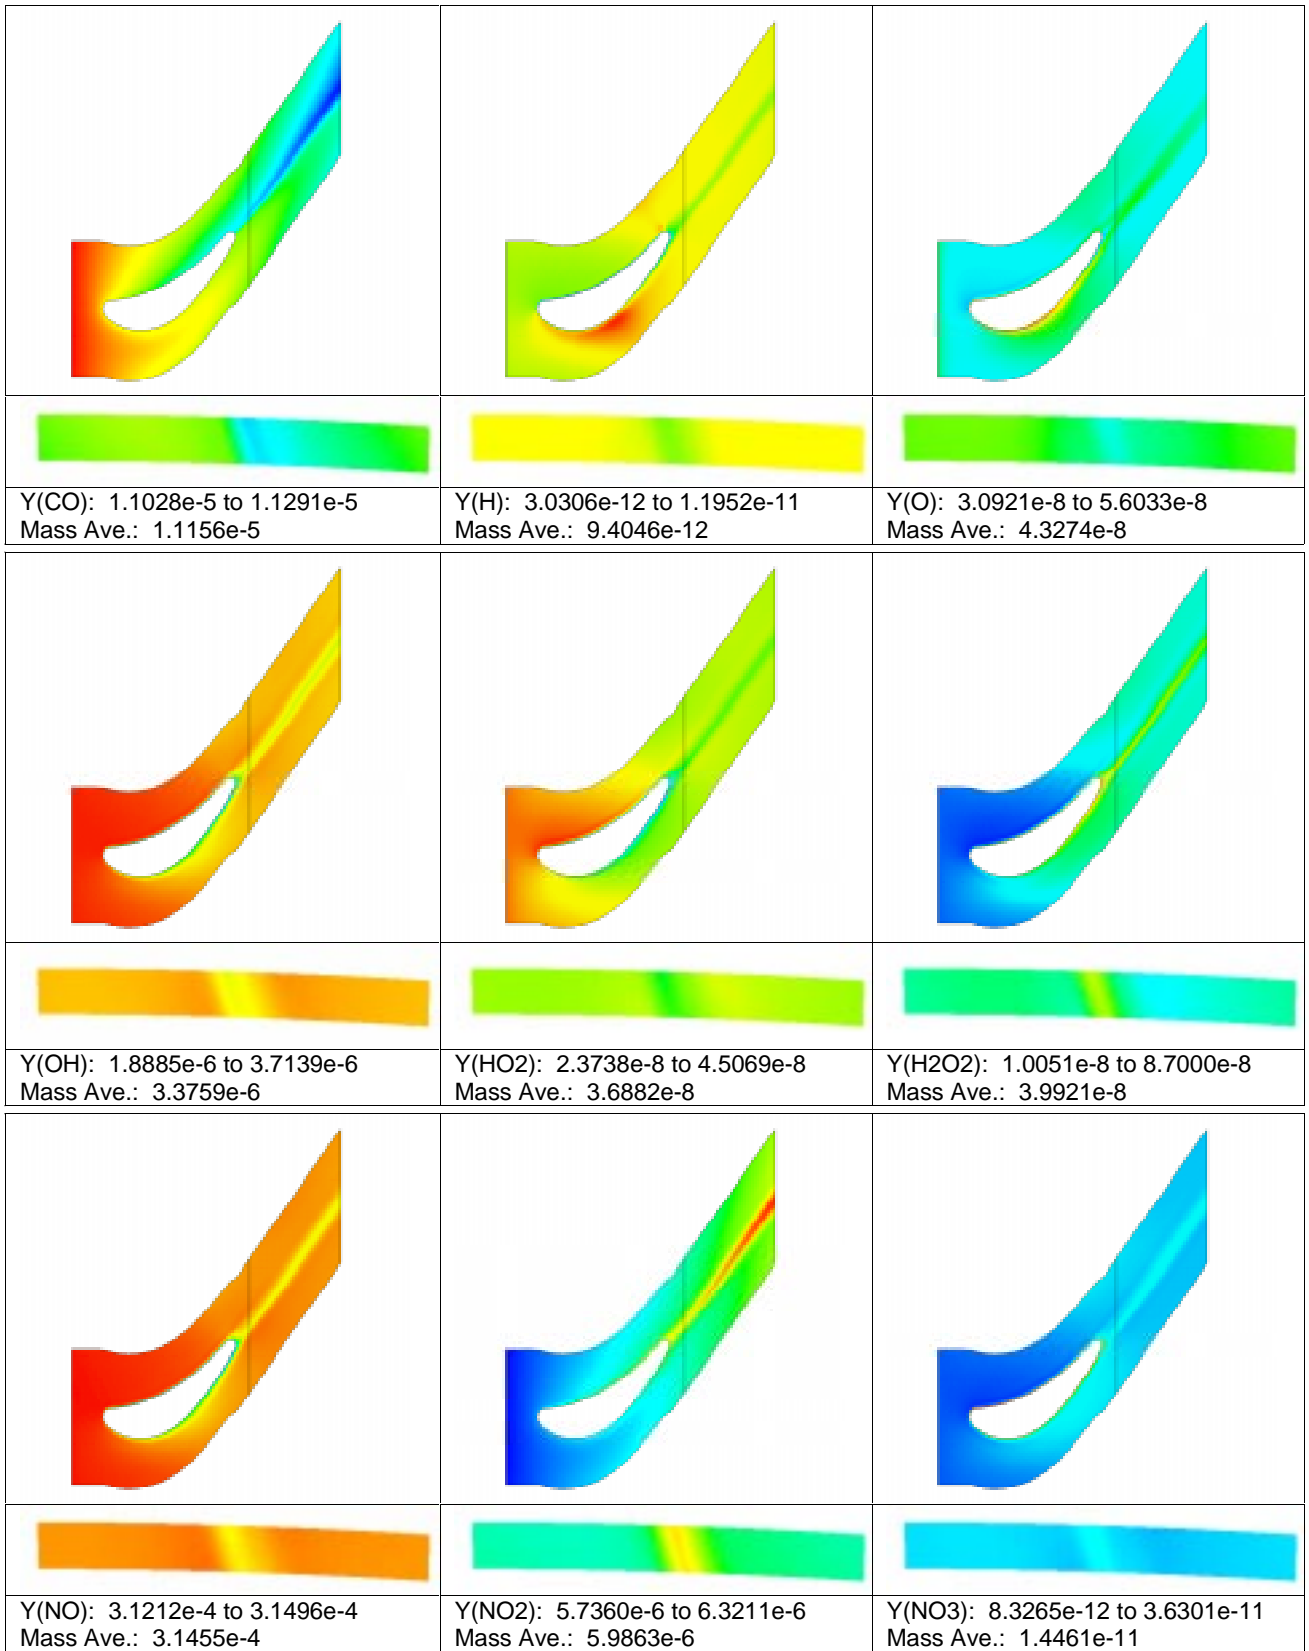 Y(CO): 1.1028e-5 to 1.1291e-5
Mass Ave.: 1.1156e-5
Y(H): 3.0306e-12 to 1.1952e-11
Mass Ave.: 9.4046e-12
Y(O): 3.0921e-8 to 5.6033e-8
Mass Ave.: 4.3274e-8
Y(OH): 1.8885e-6 to 3.7139e-6
Mass Ave.: 3.3759e-6
Y(HO2): 2.3738e-8 to 4.5069e-8
Mass Ave.: 3.6882e-8
Y(H2O2): 1.0051e-8 to 8.7000e-8
Mass Ave.: 3.9921e-8
Y(NO): 3.1212e-4 to 3.1496e-4
Mass Ave.: 3.1455e-4
Y(NO2): 5.7360e-6 to 6.3211e-6
Mass Ave.: 5.9863e-6
Y(NO3): 8.3265e-12 to 3.6301e-11
Mass Ave.: 1.4461e-11